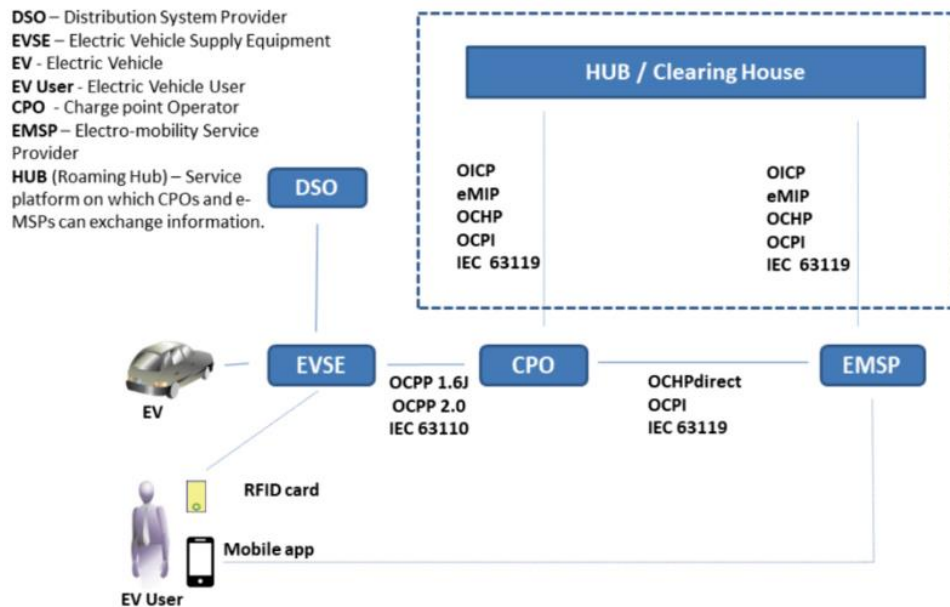 DSO – Distribution System Provider
EVSE – Electric Vehicle Supply Equipment
EV - Electric Vehicle
EV User - Electric Vehicle User
CPO - Charge point Operator
EMSP – Electro-mobility Service
Provider
HUB (Roaming Hub) – Service
platform on which CPOs and e-
MSPs can exchange information.
HUB / Clearing House
DSO
OICP
eMIP
OCHP
OCPI
IEC 63119
OICP
eMIP
OCHP
OCPI
IEC 63119
EV
EVSE
OCPP 1.6J
OCPP 2.0
IEC 63110
CPO
OCHPdirect
OCPI
IEC 63119
EMSP
RFID card
Mobile app
EV User